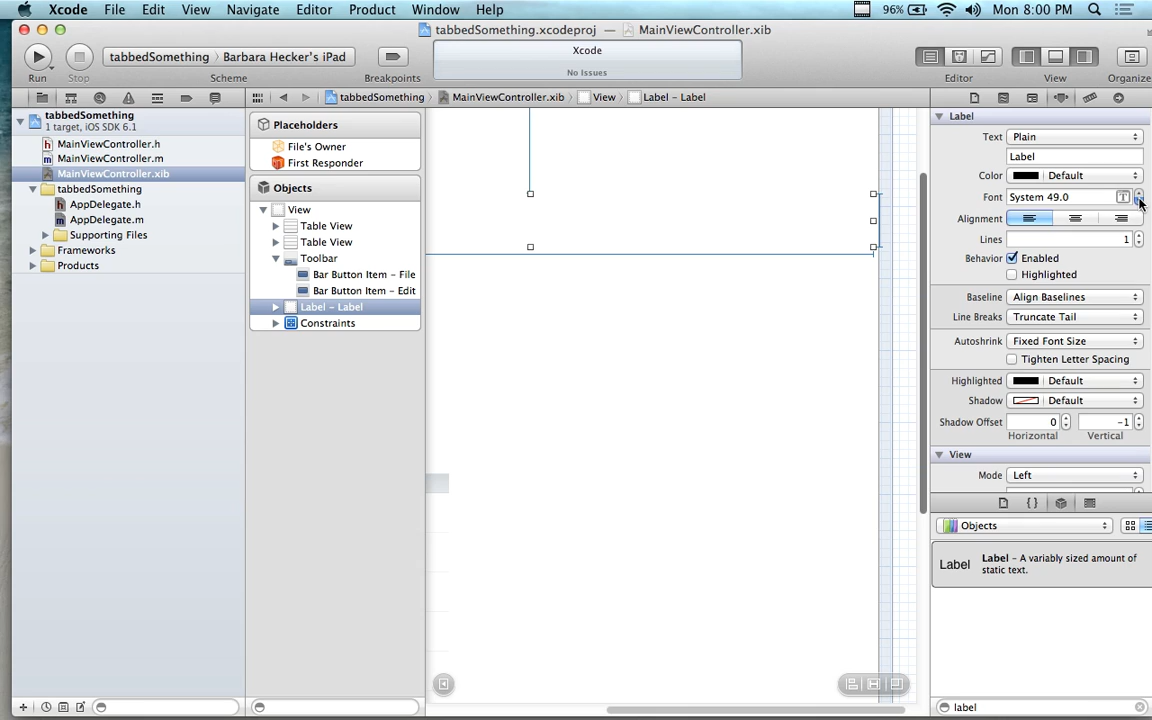 Xcode File Edit View Navigate Editor Product Window Help 96% Mon 8:00 PM
tabbedSomething.xcodeproj — MainViewController.xib
tabbedSomething Barbara Hecker's iPad
Xcode
No Issues
Run Stop Scheme Breakpoints Editor View Organize
tabbedSomething MainViewController.xib View Label – Label
tabbedSomething
1 target, iOS SDK 6.1
MainViewController.h
MainViewController.m
MainViewController.xib
tabbedSomething
AppDelegate.h
AppDelegate.m
Supporting Files
Frameworks
Products
Placeholders
File's Owner
First Responder
Objects
View
Table View
Table View
Toolbar
Bar Button Item – File
Bar Button Item – Edit
Label – Label
Constraints
Label
Text Plain
Label
Color Default
Font System 49.0 T
Alignment
Lines 1
Behavior Enabled
Highlighted
Baseline Align Baselines
Line Breaks Truncate Tail
Autoshrink Fixed Font Size
Tighten Letter Spacing
Highlighted Default
Shadow Default
Shadow Offset 0 -1
Horizontal Vertical
View
Mode Left
{ }
Objects
Label
Label – A variably sized amount of
static text.
label